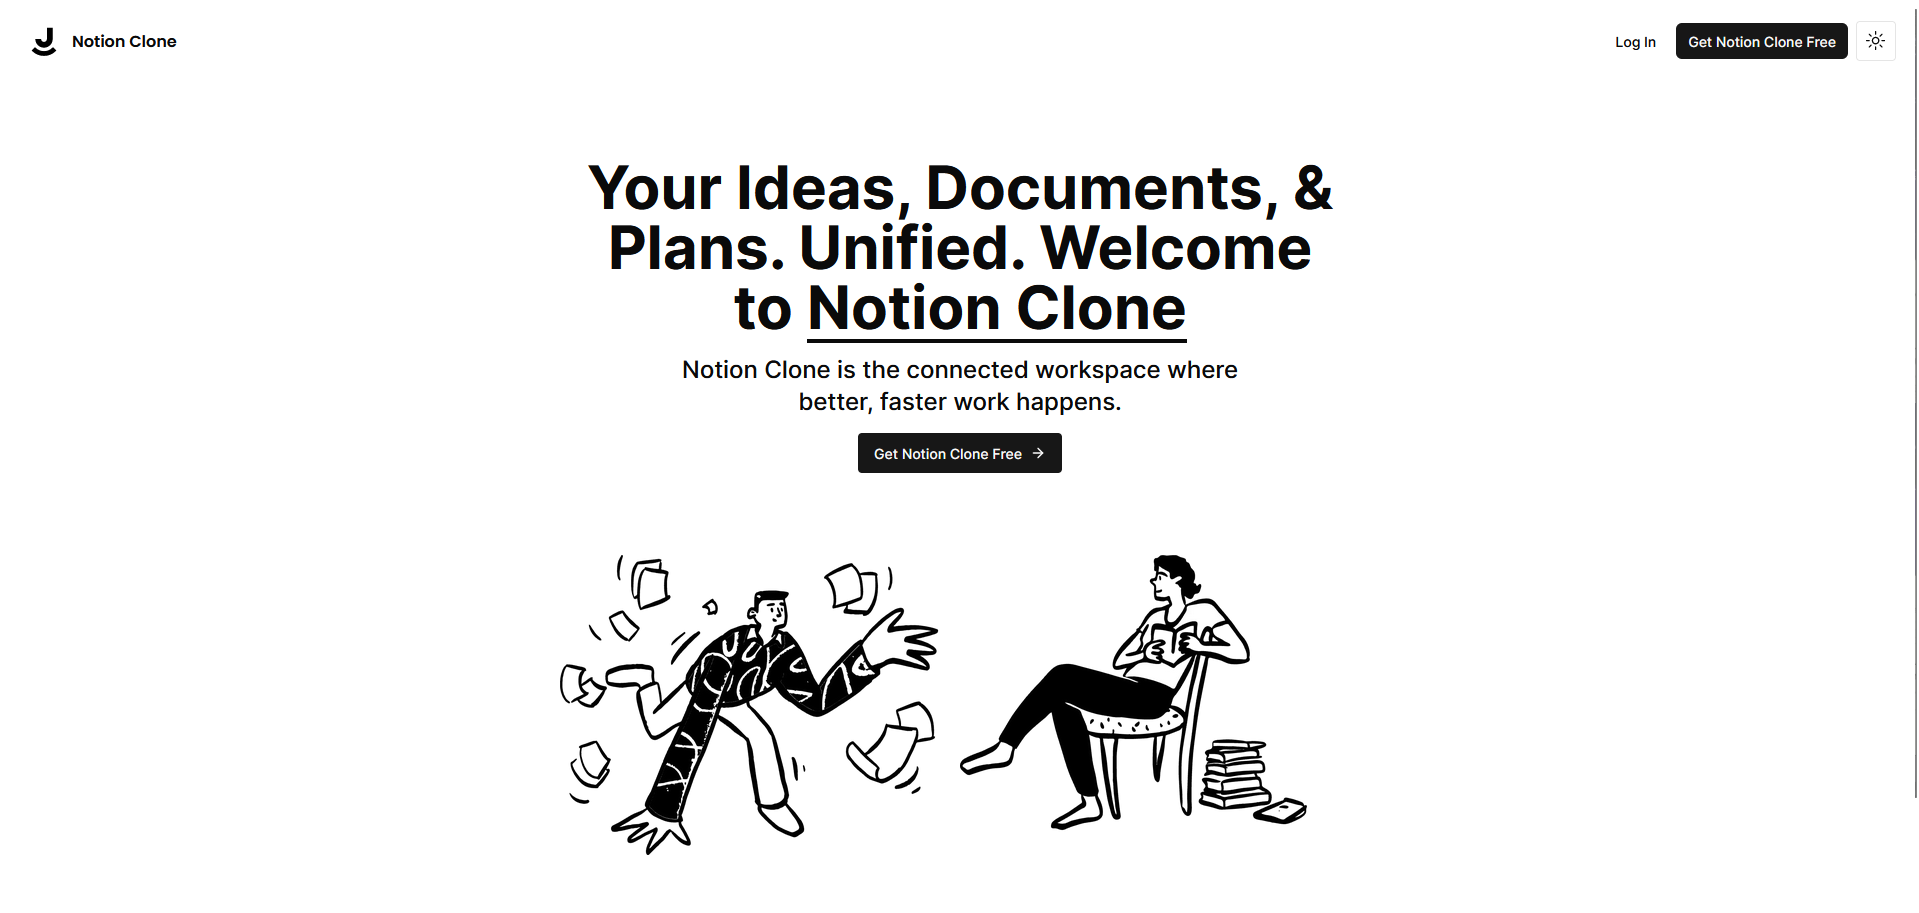 Notion Clone
Log In
Get Notion Clone Free
Your Ideas, Documents, &
Plans. Unified. Welcome
to Notion Clone
Notion Clone is the connected workspace where
better, faster work happens.
Get Notion Clone Free